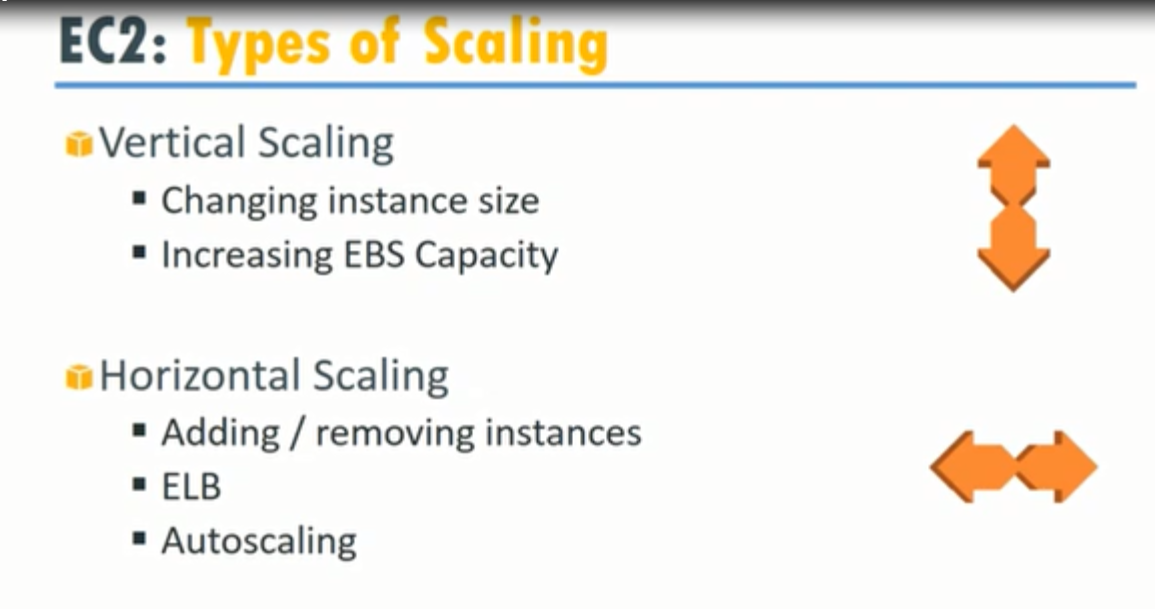 EC2: Types of Scaling
Vertical Scaling
▪ Changing instance size
▪ Increasing EBS Capacity
Horizontal Scaling
▪ Adding / removing instances
▪ ELB
▪ Autoscaling